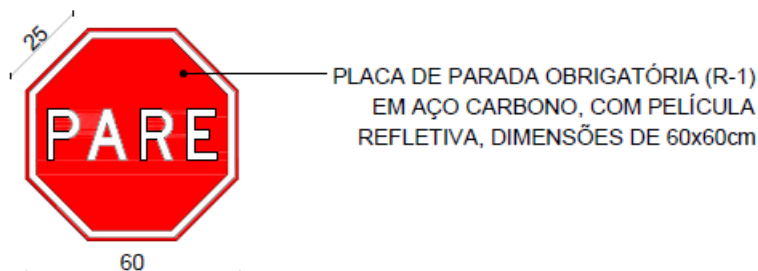 25
PARE
PLACA DE PARADA OBRIGATÓRIA (R-1)
EM AÇO CARBONO, COM PELÍCULA
REFLETIVA, DIMENSÕES DE 60x60cm
60